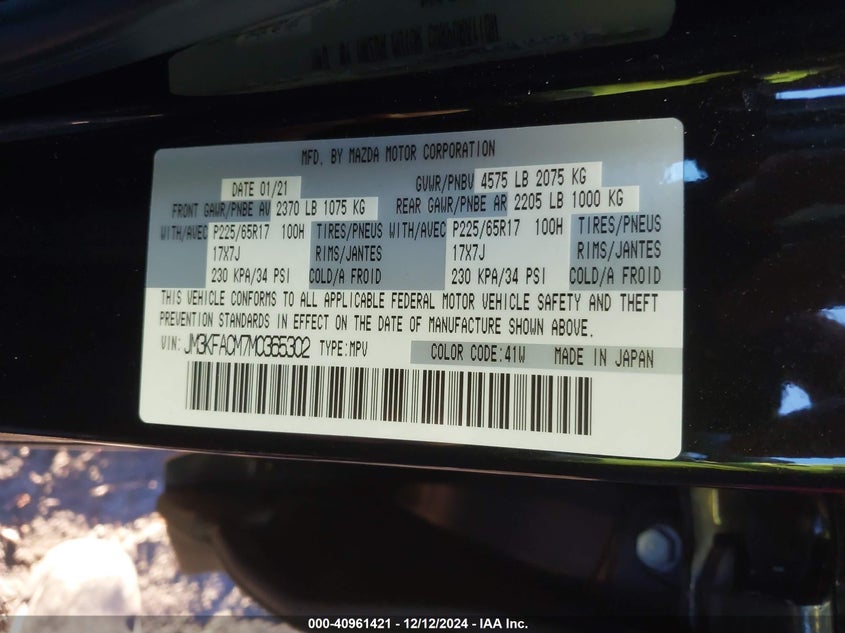 MFD. BY MAZDA MOTOR CORPORATION
DATE 01/21 GVWR/PNBV 4575 LB 2075 KG
FRONT GAWR/PNBE AV 2370 LB 1075 KG REAR GAWR/PNBE AR 2205 LB 1000 KG
WITH/AVEC P225/65R17 100H TIRES/PNEUS WITH/AVEC P225/65R17 100H TIRES/PNEUS
17X7J RIMS/JANTES 17X7J RIMS/JANTES
230 KPA/34 PSI COLD/A FROID 230 KPA/34 PSI COLD/A FROID
THIS VEHICLE CONFORMS TO ALL APPLICABLE FEDERAL MOTOR VEHICLE SAFETY AND THEFT
PREVENTION STANDARDS IN EFFECT ON THE DATE OF MANUFACTURE SHOWN ABOVE.
VIN: JM3KFACM7M0365302 TYPE:MPV COLOR CODE:41W MADE IN JAPAN
000-40961421 - 12/12/2024 - IAA Inc.